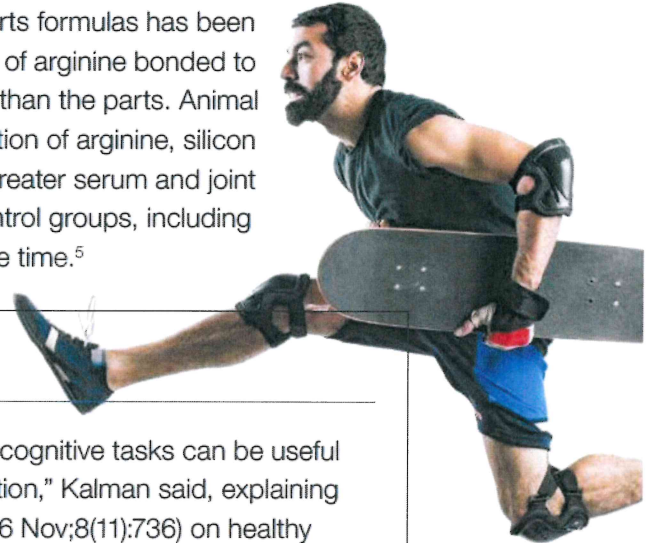 rts formulas has been
of arginine bonded to
than the parts. Animal
tion of arginine, silicon
reater serum and joint
ntrol groups, including
e time.⁵
cognitive tasks can be useful
tion,” Kalman said, explaining
6 Nov;8(11):736) on healthy